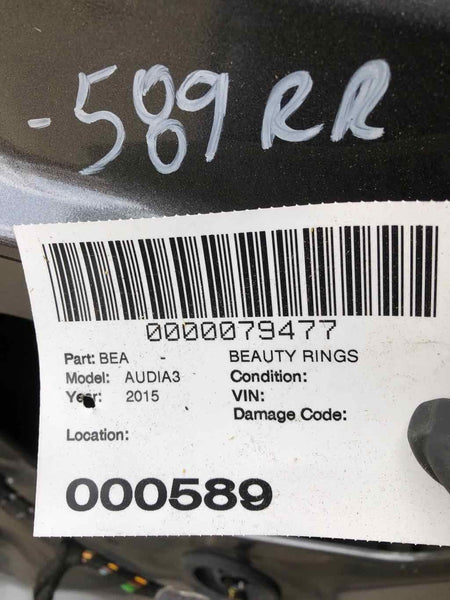 -589 RR
0000079477
Part: BEA - BEAUTY RINGS
Model: AUDIA3 Condition:
Year: 2015 VIN:
Damage Code:
Location:
000589